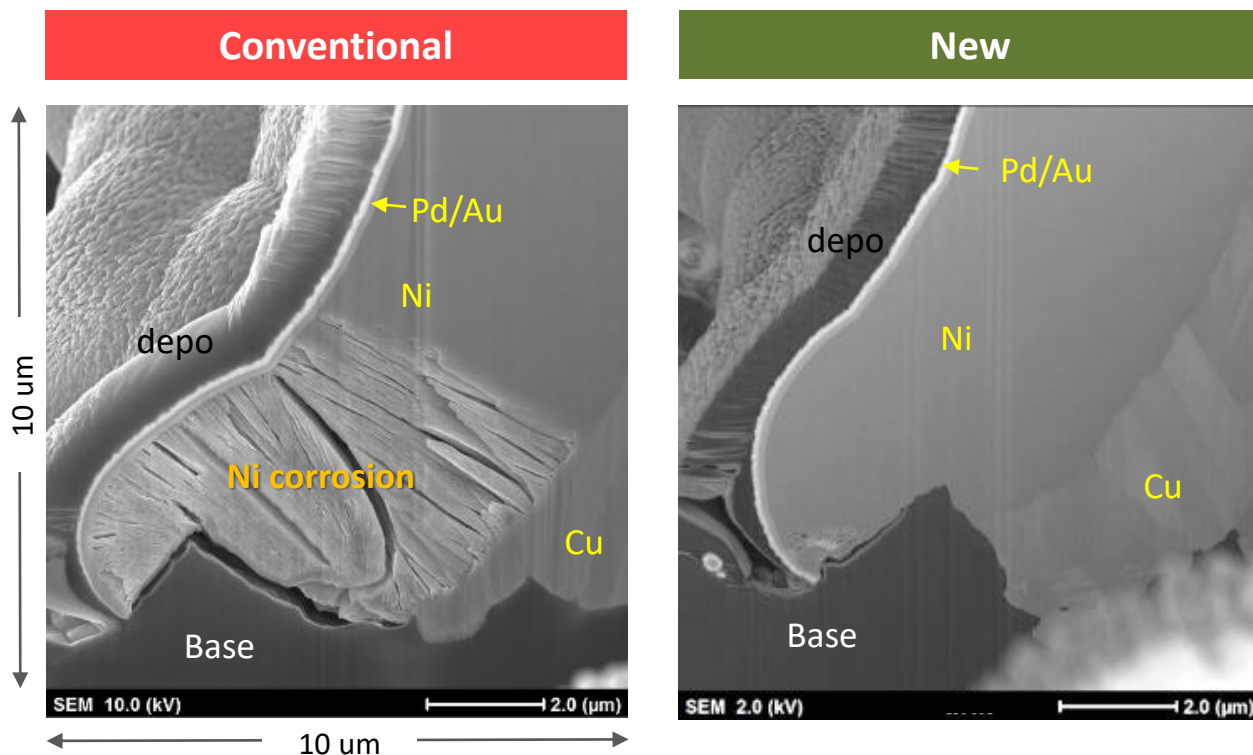 Conventional
New
10 um
Pd/Au
Ni
depo
Ni corrosion
Cu
Base
SEM 10.0 (kV)
2.0 (µm)
10 um
Pd/Au
depo
Ni
Cu
Base
SEM 2.0 (kV)
2.0 (µm)